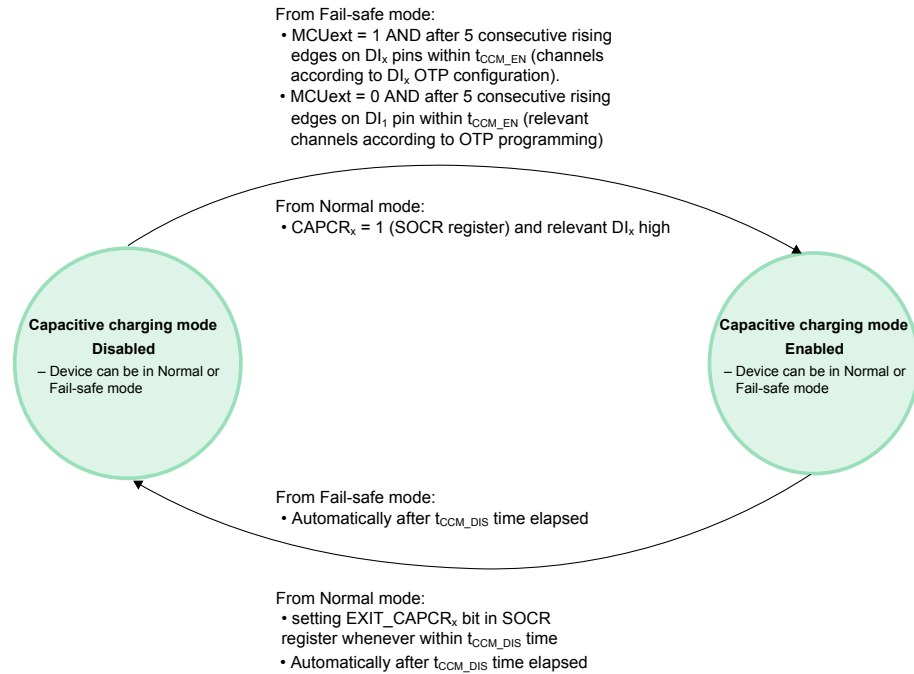 From Fail-safe mode:
• MCUext = 1 AND after 5 consecutive rising
edges on DIx pins within tCCM_EN (channels
according to DIx OTP configuration).
• MCUext = 0 AND after 5 consecutive rising
edges on DI1 pin within tCCM_EN (relevant
channels according to OTP programming)
From Normal mode:
• CAPCRx = 1 (SOCR register) and relevant DIx high
Capacitive charging mode
Disabled
– Device can be in Normal or
Fail-safe mode
Capacitive charging mode
Enabled
– Device can be in Normal or
Fail-safe mode
From Fail-safe mode:
• Automatically after tCCM_DIS time elapsed
From Normal mode:
• setting EXIT_CAPCRx bit in SOCR
register whenever within tCCM_DIS time
• Automatically after tCCM_DIS time elapsed